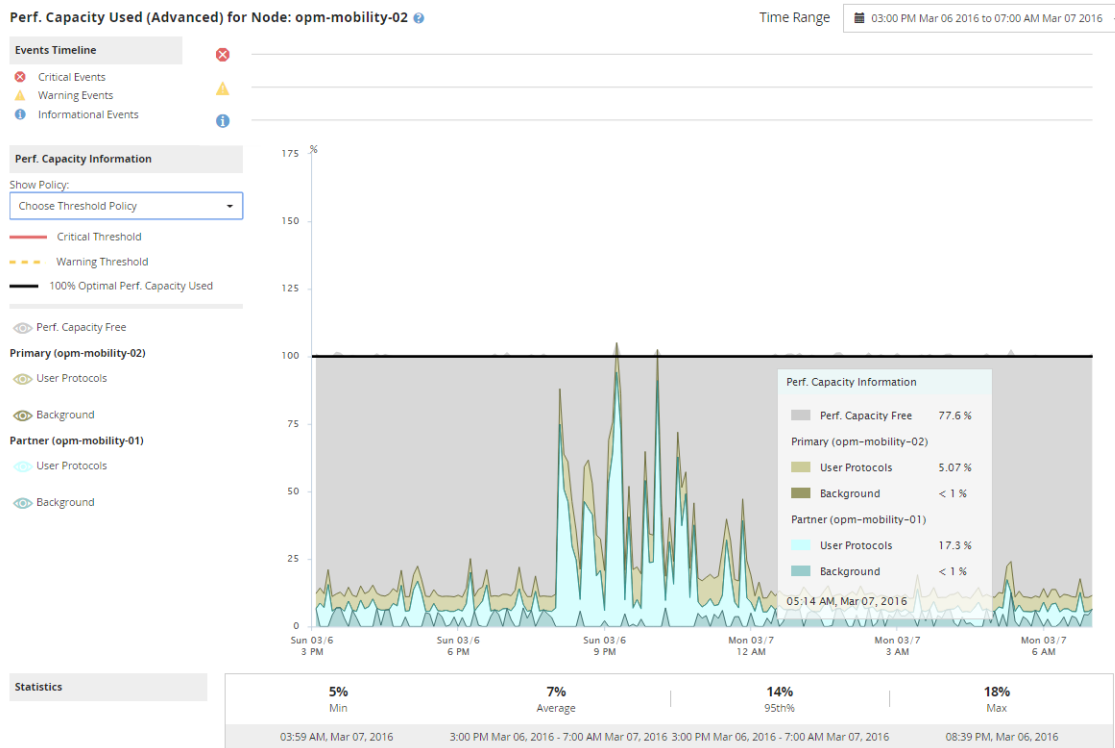 Perf. Capacity Used (Advanced) for Node: opm-mobility-02 ?
Time Range 03:00 PM Mar 06 2016 to 07:00 AM Mar 07 2016
Events Timeline
Critical Events
Warning Events
Informational Events
Perf. Capacity Information
Show Policy:
Choose Threshold Policy
Critical Threshold
Warning Threshold
100% Optimal Perf. Capacity Used
Perf. Capacity Free
Primary (opm-mobility-02)
User Protocols
Background
Partner (opm-mobility-01)
User Protocols
Background
%
175
150
125
100
75
50
25
0
Sun 03/6
3 PM
Sun 03/6
6 PM
Sun 03/6
9 PM
Mon 03/7
12 AM
Mon 03/7
3 AM
Mon 03/7
6 AM
Perf. Capacity Information
Perf. Capacity Free 77.6 %
Primary (opm-mobility-02)
User Protocols 5.07 %
Background < 1 %
Partner (opm-mobility-01)
User Protocols 17.3 %
Background < 1 %
05:14 AM, Mar 07, 2016
Statistics
5%
Min
03:59 AM, Mar 07, 2016
7%
Average
3:00 PM Mar 06, 2016 - 7:00 AM Mar 07, 2016
14%
95th%
3:00 PM Mar 06, 2016 - 7:00 AM Mar 07, 2016
18%
Max
08:39 PM, Mar 06, 2016